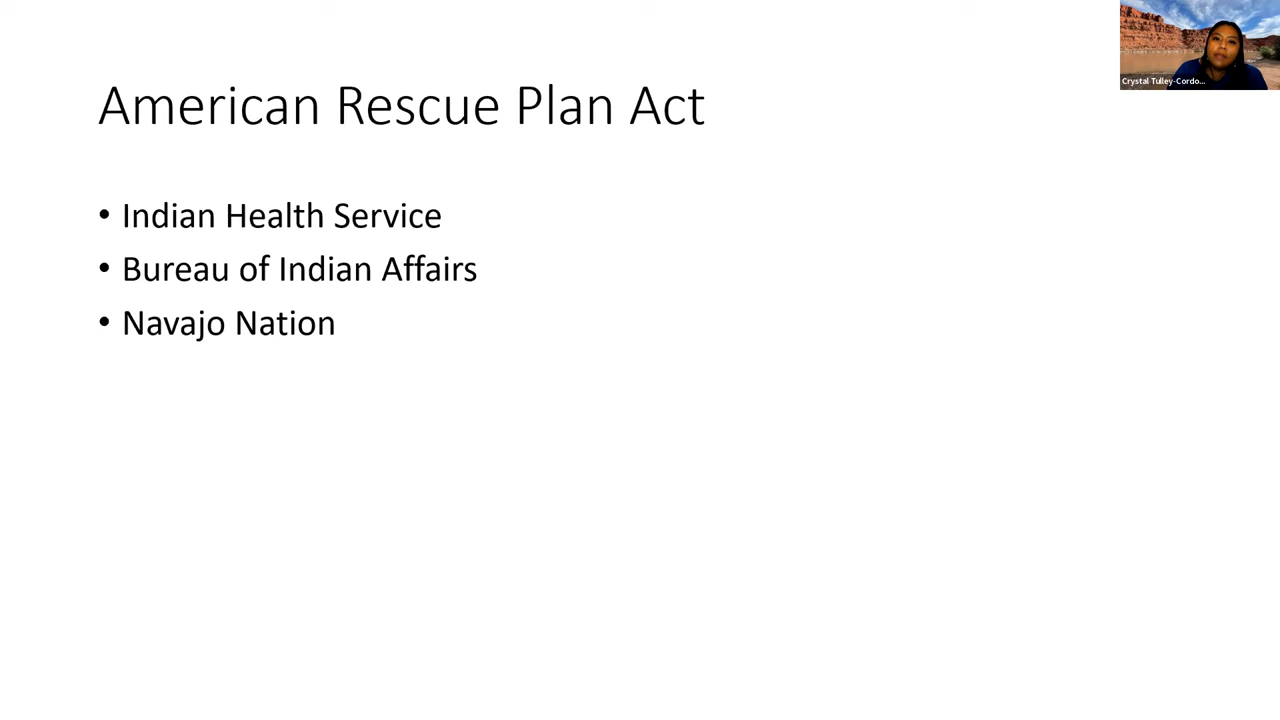 American Rescue Plan Act
• Indian Health Service
• Bureau of Indian Affairs
• Navajo Nation
Crystal Tulley-Cordo...